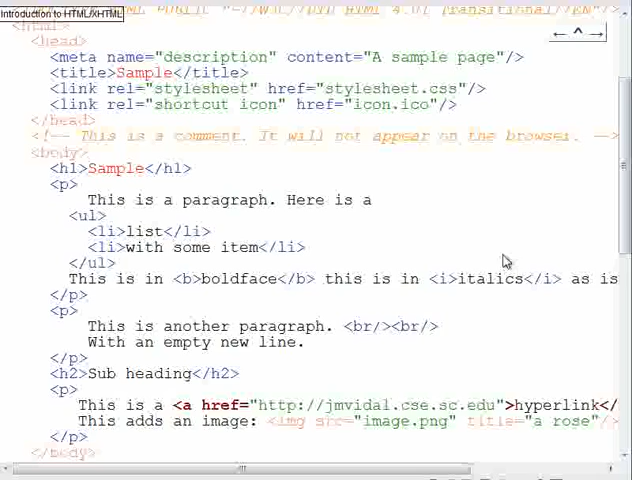 Introduction to HTML/XHTML
<html>
<head>
<meta name="description" content="A sample page"/>
<title>Sample</title>
<link rel="stylesheet" href="stylesheet.css"/>
<link rel="shortcut icon" href="icon.ico"/>
</head>
<!-- This is a comment. It will not appear on the browser. -->
<body>
<h1>Sample</h1>
<p>
This is a paragraph. Here is a
<ul>
<li>list</li>
<li>with some item</li>
</ul>
This is in <b>boldface</b> this is in <i>italics</i> as is
</p>
<p>
This is another paragraph. <br/><br/>
With an empty new line.
</p>
<h2>Sub heading</h2>
<p>
This is a <a href="http://jmvidal.cse.sc.edu">hyperlink</
This adds an image: <img src="image.png" title="a rose"/>
</p>
</body>